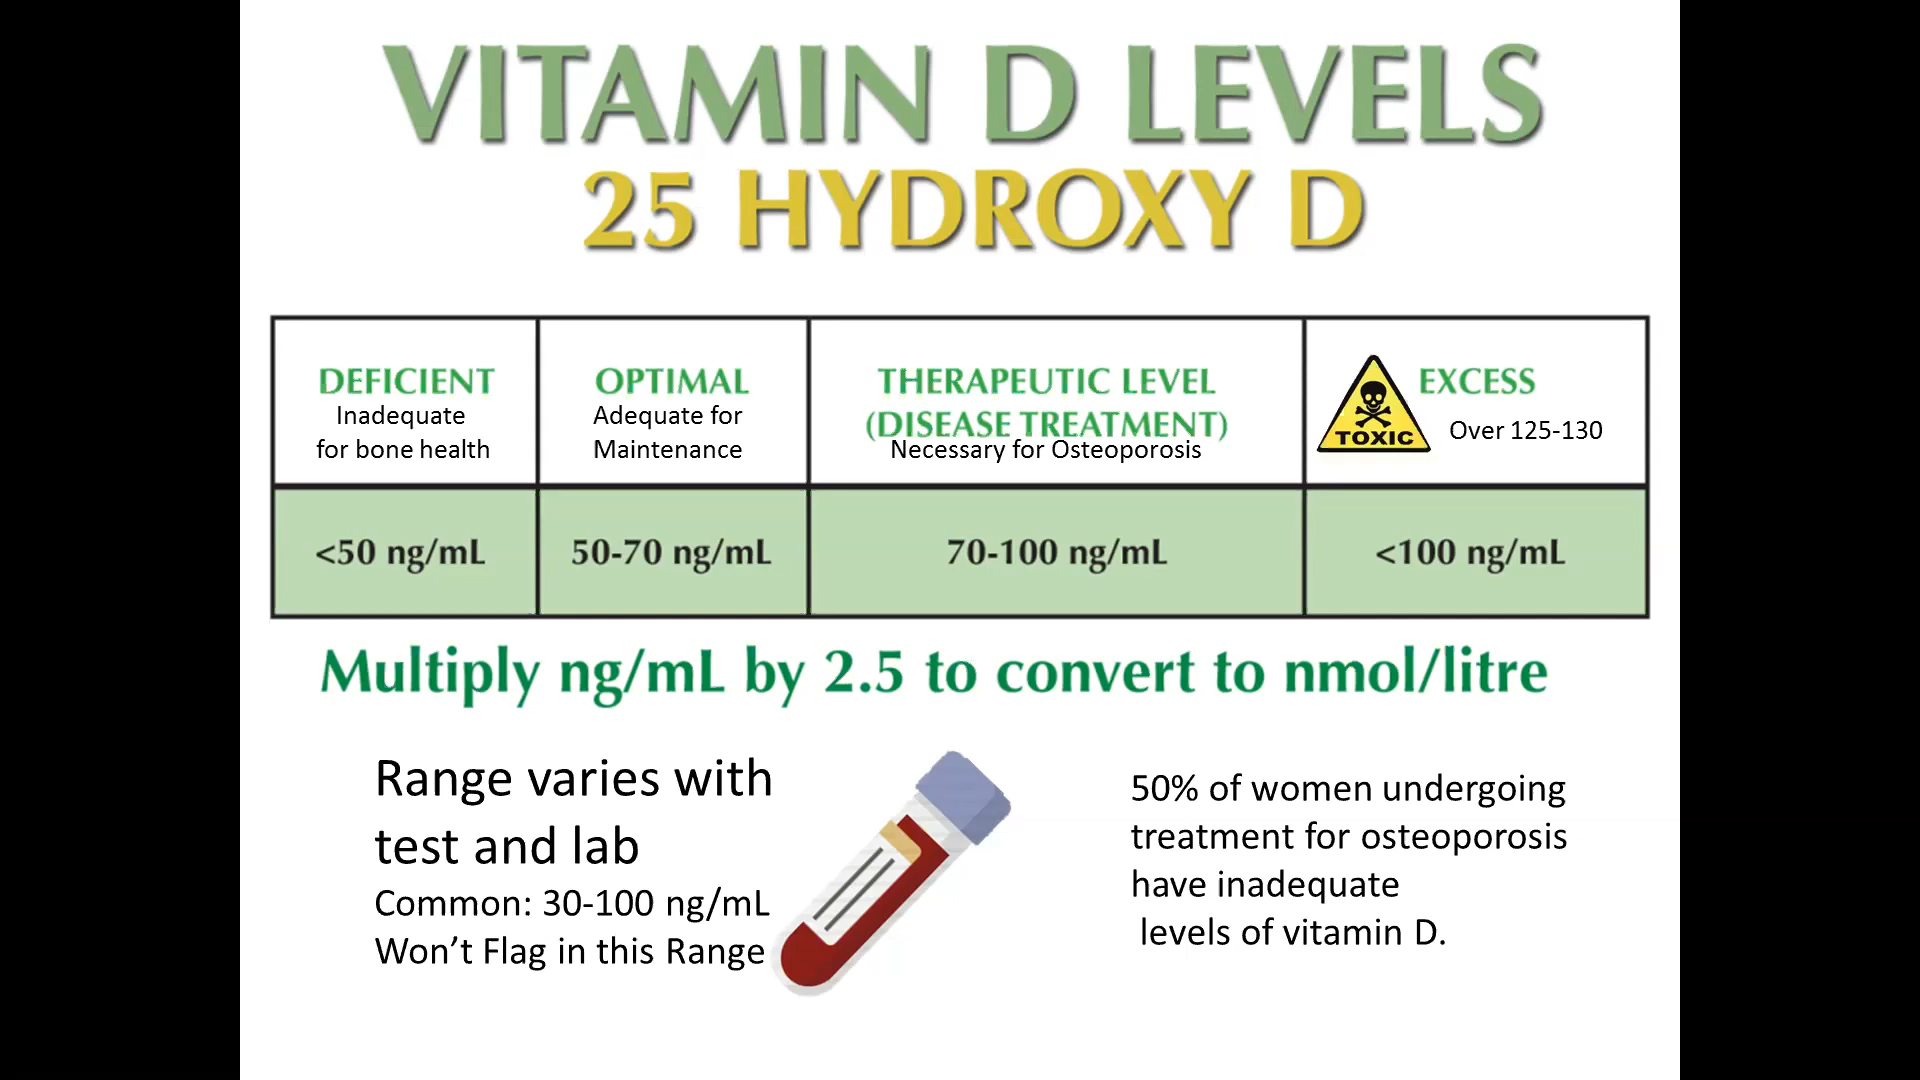 VITAMIN D LEVELS
25 HYDROXY D
DEFICIENT
Inadequate
for bone health
OPTIMAL
Adequate for
Maintenance
THERAPEUTIC LEVEL
(DISEASE TREATMENT)
Necessary for Osteoporosis
TOXIC
EXCESS
Over 125-130
<50 ng/mL
50-70 ng/mL
70-100 ng/mL
<100 ng/mL
Multiply ng/mL by 2.5 to convert to nmol/litre
Range varies with
test and lab
Common: 30-100 ng/mL
Won’t Flag in this Range
50% of women undergoing
treatment for osteoporosis
have inadequate
levels of vitamin D.